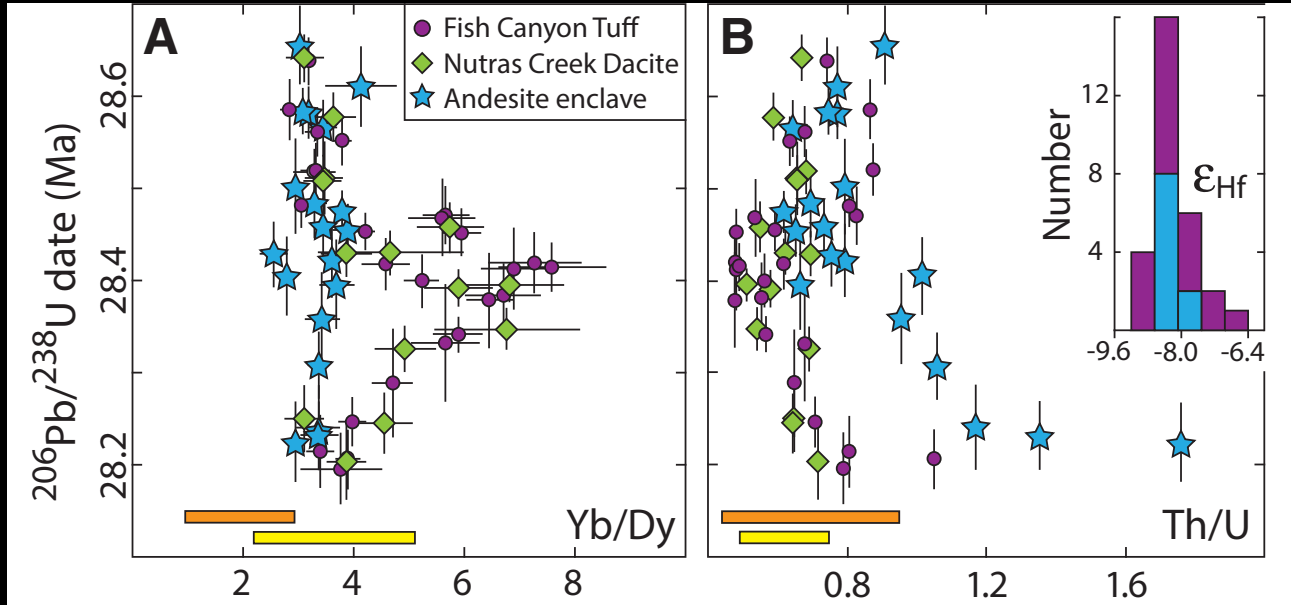 A
Fish Canyon Tuff
Nutras Creek Dacite
Andesite enclave
B
Number
12
8
4
εHf
-9.6
-8.0
-6.4
206Pb/238U date (Ma)
28.6
28.4
28.2
Yb/Dy
Th/U
2
4
6
8
0.8
1.2
1.6